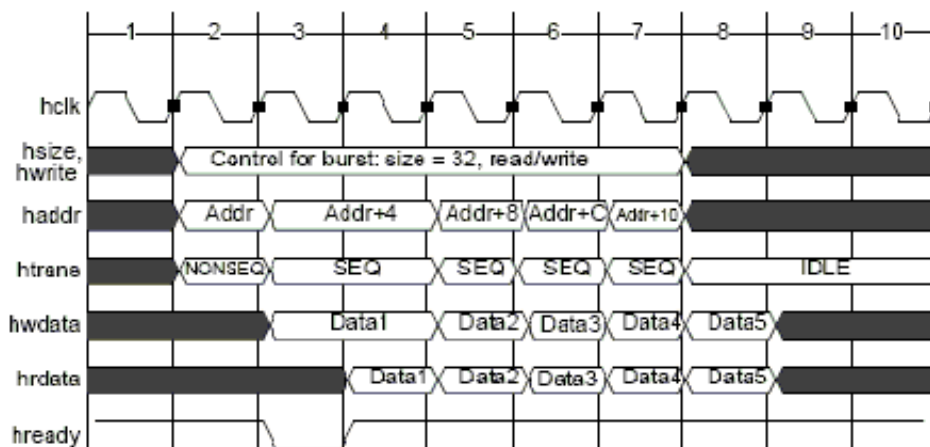 1 2 3 4 5 6 7 8 9 10
hclk
hsize,
hwrite
Control for burst: size = 32, read/write
haddr Addr Addr+4 Addr+8 Addr+C Addr+10
htrane NONSEQ SEQ SEQ SEQ SEQ IDLE
hwdata Data1 Data2 Data3 Data4 Data5
hrdata Data1 Data2 Data3 Data4 Data5
hready